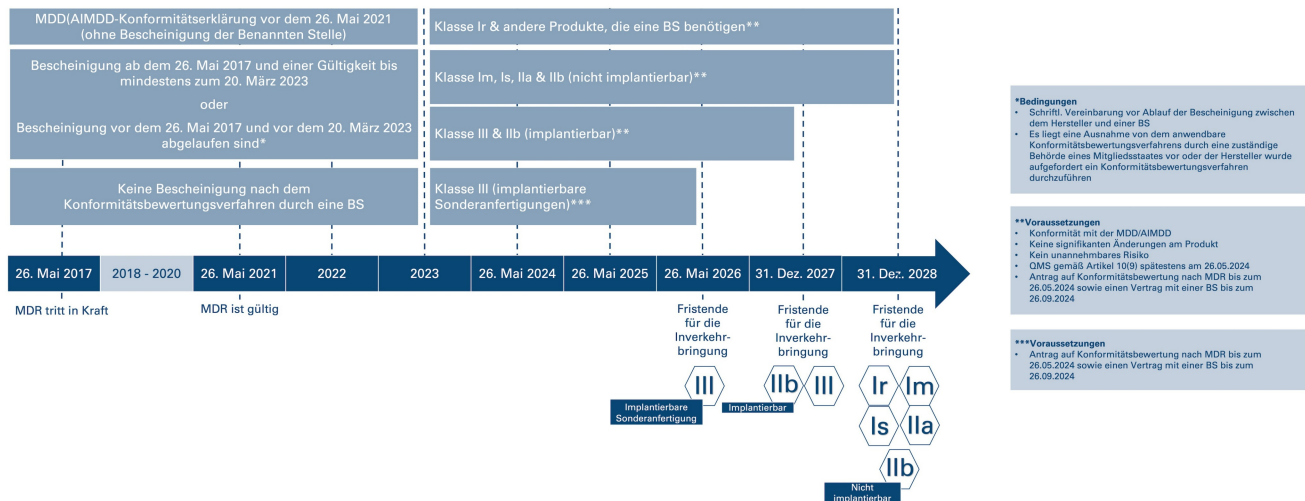 MDD(AIMDD-Konformitätserklärung vor dem 26. Mai 2021
(ohne Bescheinigung der Benannten Stelle)
Klasse Ir & andere Produkte, die eine BS benötigen**
Bescheinigung ab dem 26. Mai 2017 und einer Gültigkeit bis
mindestens zum 20. März 2023
oder
Bescheinigung vor dem 26. Mai 2017 und vor dem 20. März 2023
abgelaufen sind*
Klasse Im, Is, IIa & IIb (nicht implantierbar)**
Klasse III & IIb (implantierbar)**
Keine Bescheinigung nach dem
Konformitätsbewertungsverfahren durch eine BS
Klasse III (implantierbare
Sonderanfertigungen)***
26. Mai 2017
2018 - 2020
26. Mai 2021
2022
2023
26. Mai 2024
26. Mai 2025
26. Mai 2026
31. Dez. 2027
31. Dez. 2028
MDR tritt in Kraft
MDR ist gültig
Fristende
für die
Inverkehr-
bringung
III
Implantierbare
Sonderanfertigung
Fristende
für die
Inverkehr-
bringung
IIb
III
Implantierbar
Fristende
für die
Inverkehr-
bringung
Ir
Im
Is
IIa
IIb
Nicht
implantierbar
*Bedingungen
• Schriftl. Vereinbarung vor Ablauf der Bescheinigung zwischen
dem Hersteller und einer BS
• Es liegt eine Ausnahme von dem anwendbare
Konformitätsbewertungsverfahrens durch eine zuständige
Behörde eines Mitgliedsstaates vor oder der Hersteller wurde
aufgefordert ein Konformitätsbewertungsverfahren
durchzuführen
**Voraussetzungen
• Konformität mit der MDD/AIMDD
• Keine signifikanten Änderungen am Produkt
• Kein unannehmbares Risiko
• QMS gemäß Artikel 10(9) spätestens am 26.05.2024
• Antrag auf Konformitätsbewertung nach MDR bis zum
26.05.2024 sowie einen Vertrag mit einer BS bis zum
26.09.2024
***Voraussetzungen
• Antrag auf Konformitätsbewertung nach MDR bis zum
26.05.2024 sowie einen Vertrag mit einer BS bis zum
26.09.2024